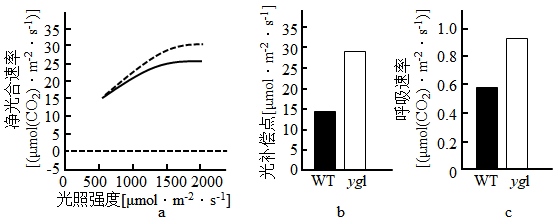 净光合速率
[(μmol(CO₂)·m⁻²·s⁻¹)]
35
30
25
20
15
10
+5
0
-5
0 500 1000 1500 2000
光照强度[μmol·m⁻²·s⁻¹)
a
光补偿点[μmol·m⁻²·s⁻¹)]
35
30
25
20
15
10
5
0
WT ygl
b
呼吸速率
[(μmol(CO₂)·m⁻²·s⁻¹)]
1.0
0.8
0.6
0.4
0.2
0
WT ygl
c